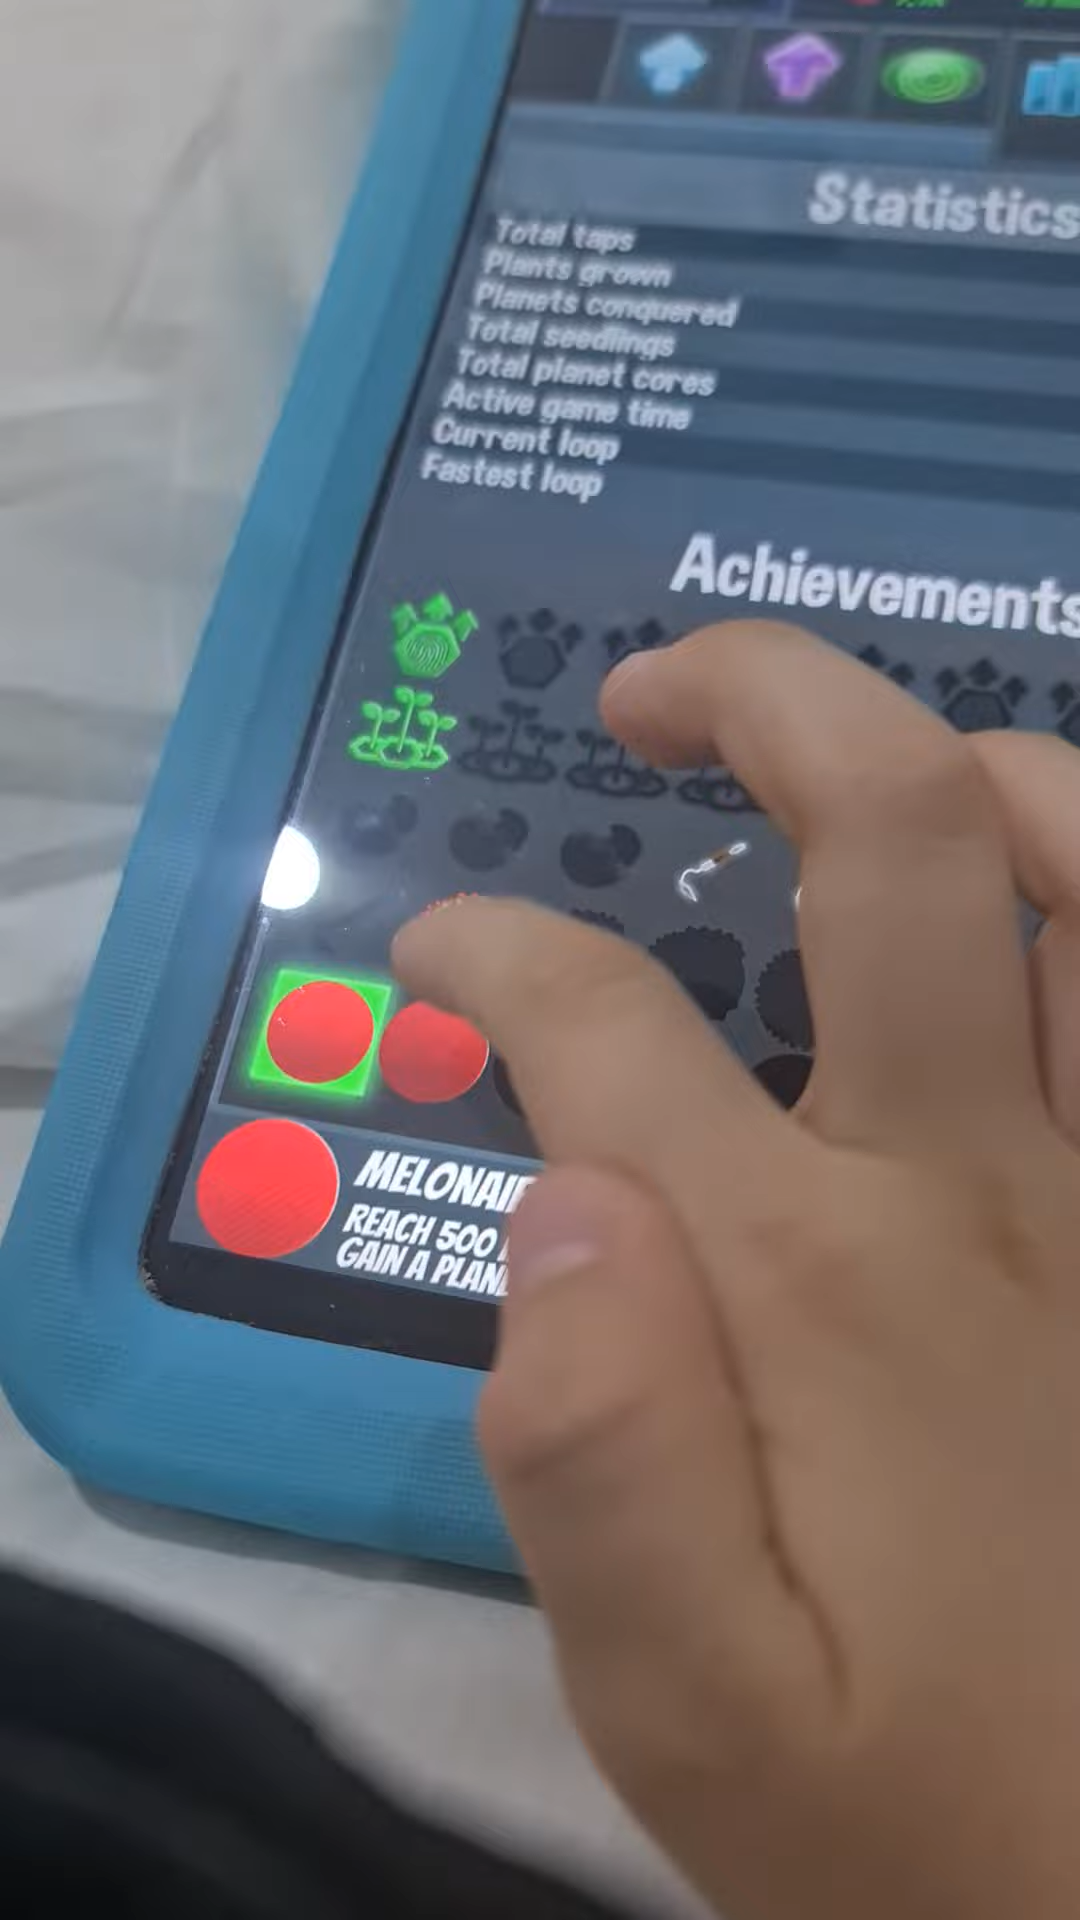 Statistics
Total taps
Plants grown
Planets conquered
Total seedlings
Total planet cores
Active game time
Current loop
Fastest loop
Achievements
REACH 500
GAIN A